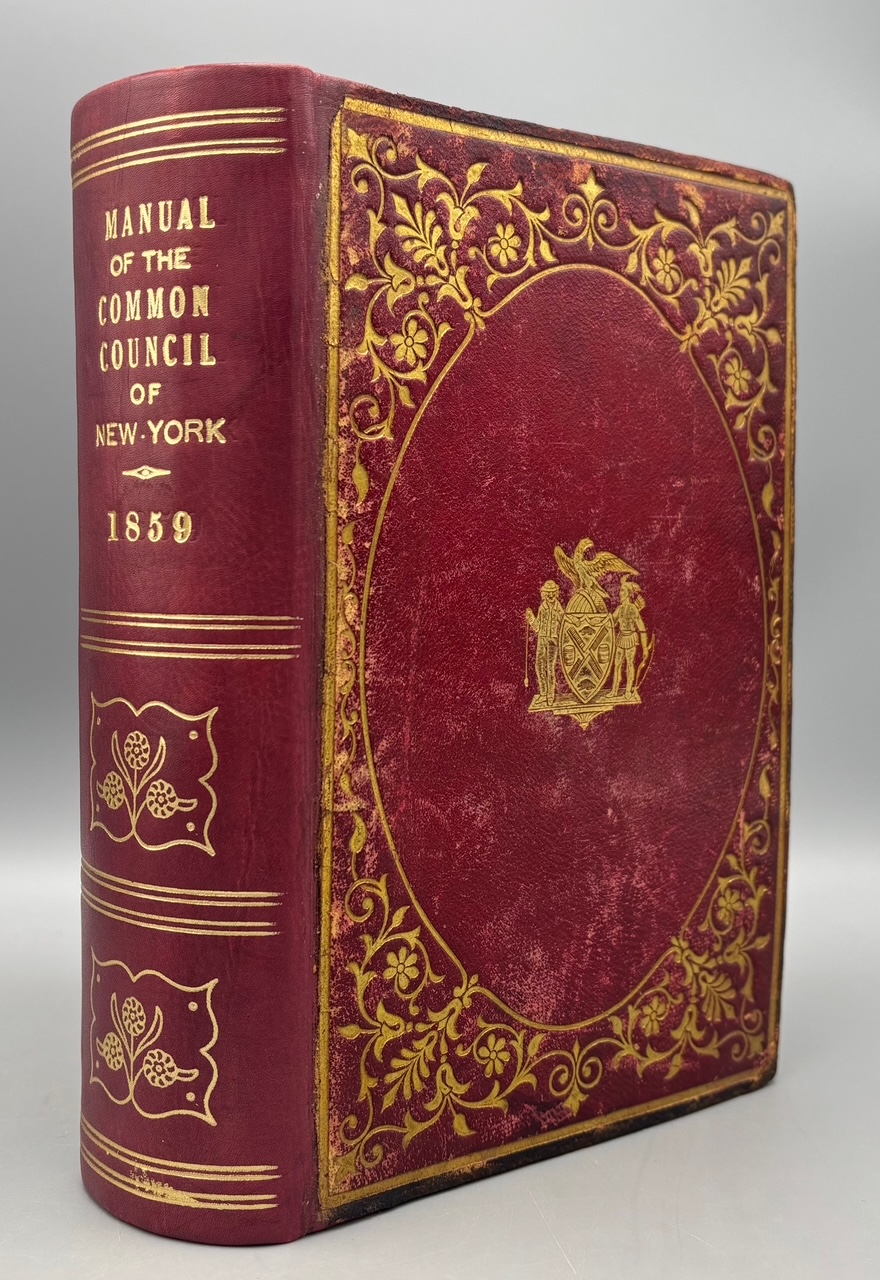 MANUAL
OF THE
COMMON
COUNCIL
OF
NEW-YORK
1859